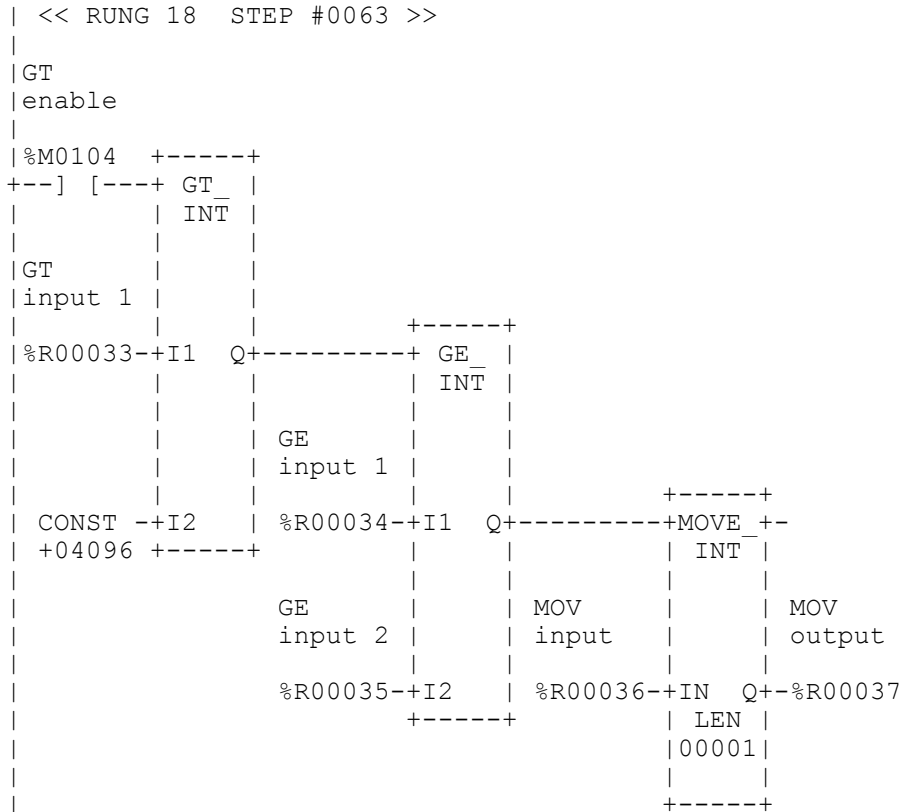 | << RUNG 18  STEP #0063 >>
|
|GT
|enable
|
|%M0104  +-----+
+--] [---+ GT_ |
|        | INT |
|        |     |
|GT      |     |
|input 1 |     |
|        |     |         +-----+
|%R00033-+I1  Q+---------+ GE_ |
|        |     |         | INT |
|        |     |         |     |
|        |     | GE      |     |
|        |     | input 1 |     |
|        |     |         |     |         +-----+
| CONST -+I2   | %R00034-+I1  Q+---------+MOVE_+-
| +04096 +-----+         |     |         | INT |
|                        |     |         |     |
|                GE      |     | MOV     |     | MOV
|                input 2 |     | input   |     | output
|                        |     |         |     |
|                %R00035-+I2   | %R00036-+IN  Q+-%R00037
|                        +-----+         | LEN |
|                                        |00001|
|                                        |     |
|                                        +-----+